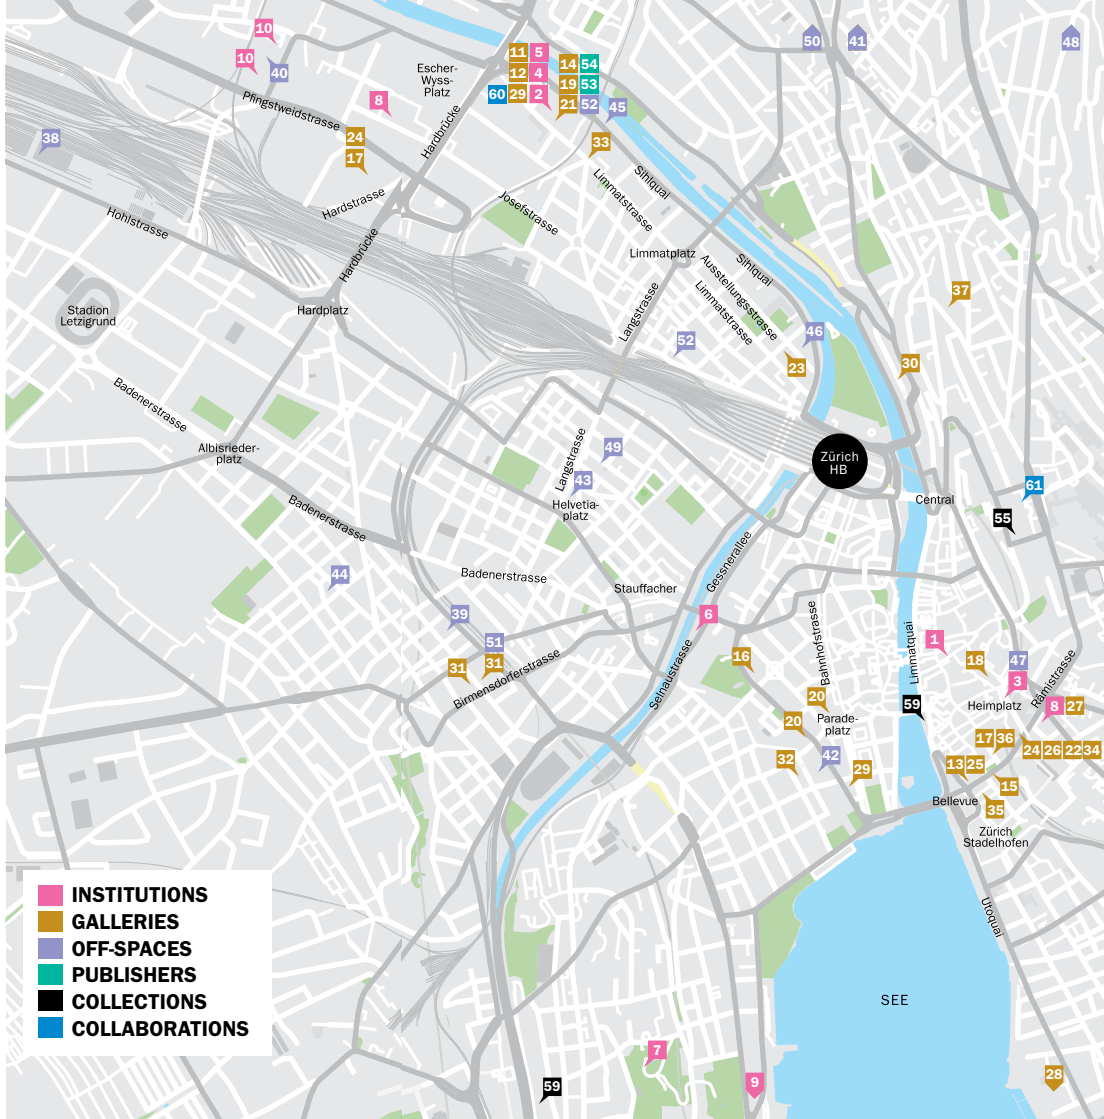 10
10
40
8
Escher-
Wyss-
Platz
11 5
12 4
60 29 2
14 54
19 53
21 52
45
50
41
48
Pfingstweidstrasse
38
24
17
Hardbrücke
33
Hardstrasse
Josefstrasse
Limmatstrasse
Sihlquai
Hohlstrasse
Hardbrücke
Limmatplatz
Sihlquai
Ausstellungsstrasse
Limmatstrasse
37
Stadion
Letzigrund
Hardplatz
Langstrasse
52
46
23
30
Badenerstrasse
Albisrieder-
platz
Langstrasse
49
43
Helvetia-
platz
Zürich
HB
61
Central
55
Badenerstrasse
44
Badenerstrasse
Stauffacher
Gessnerallee
39
51
31
31
Birmensdorferstrasse
6
Selnaustrasse
16
Bahnhofstrasse
Limmatquai
1
18
47
3
Rämistrasse
20
20
Parade-
platz
59
Heimplatz
8 27
32
42
29
17 36
24 26 22 34
13 25
15
Bellevue
35
Zürich
Stadelhofen
Utoquai
INSTITUTIONS
GALLERIES
OFF-SPACES
PUBLISHERS
COLLECTIONS
COLLABORATIONS
SEE
7
59
9
28